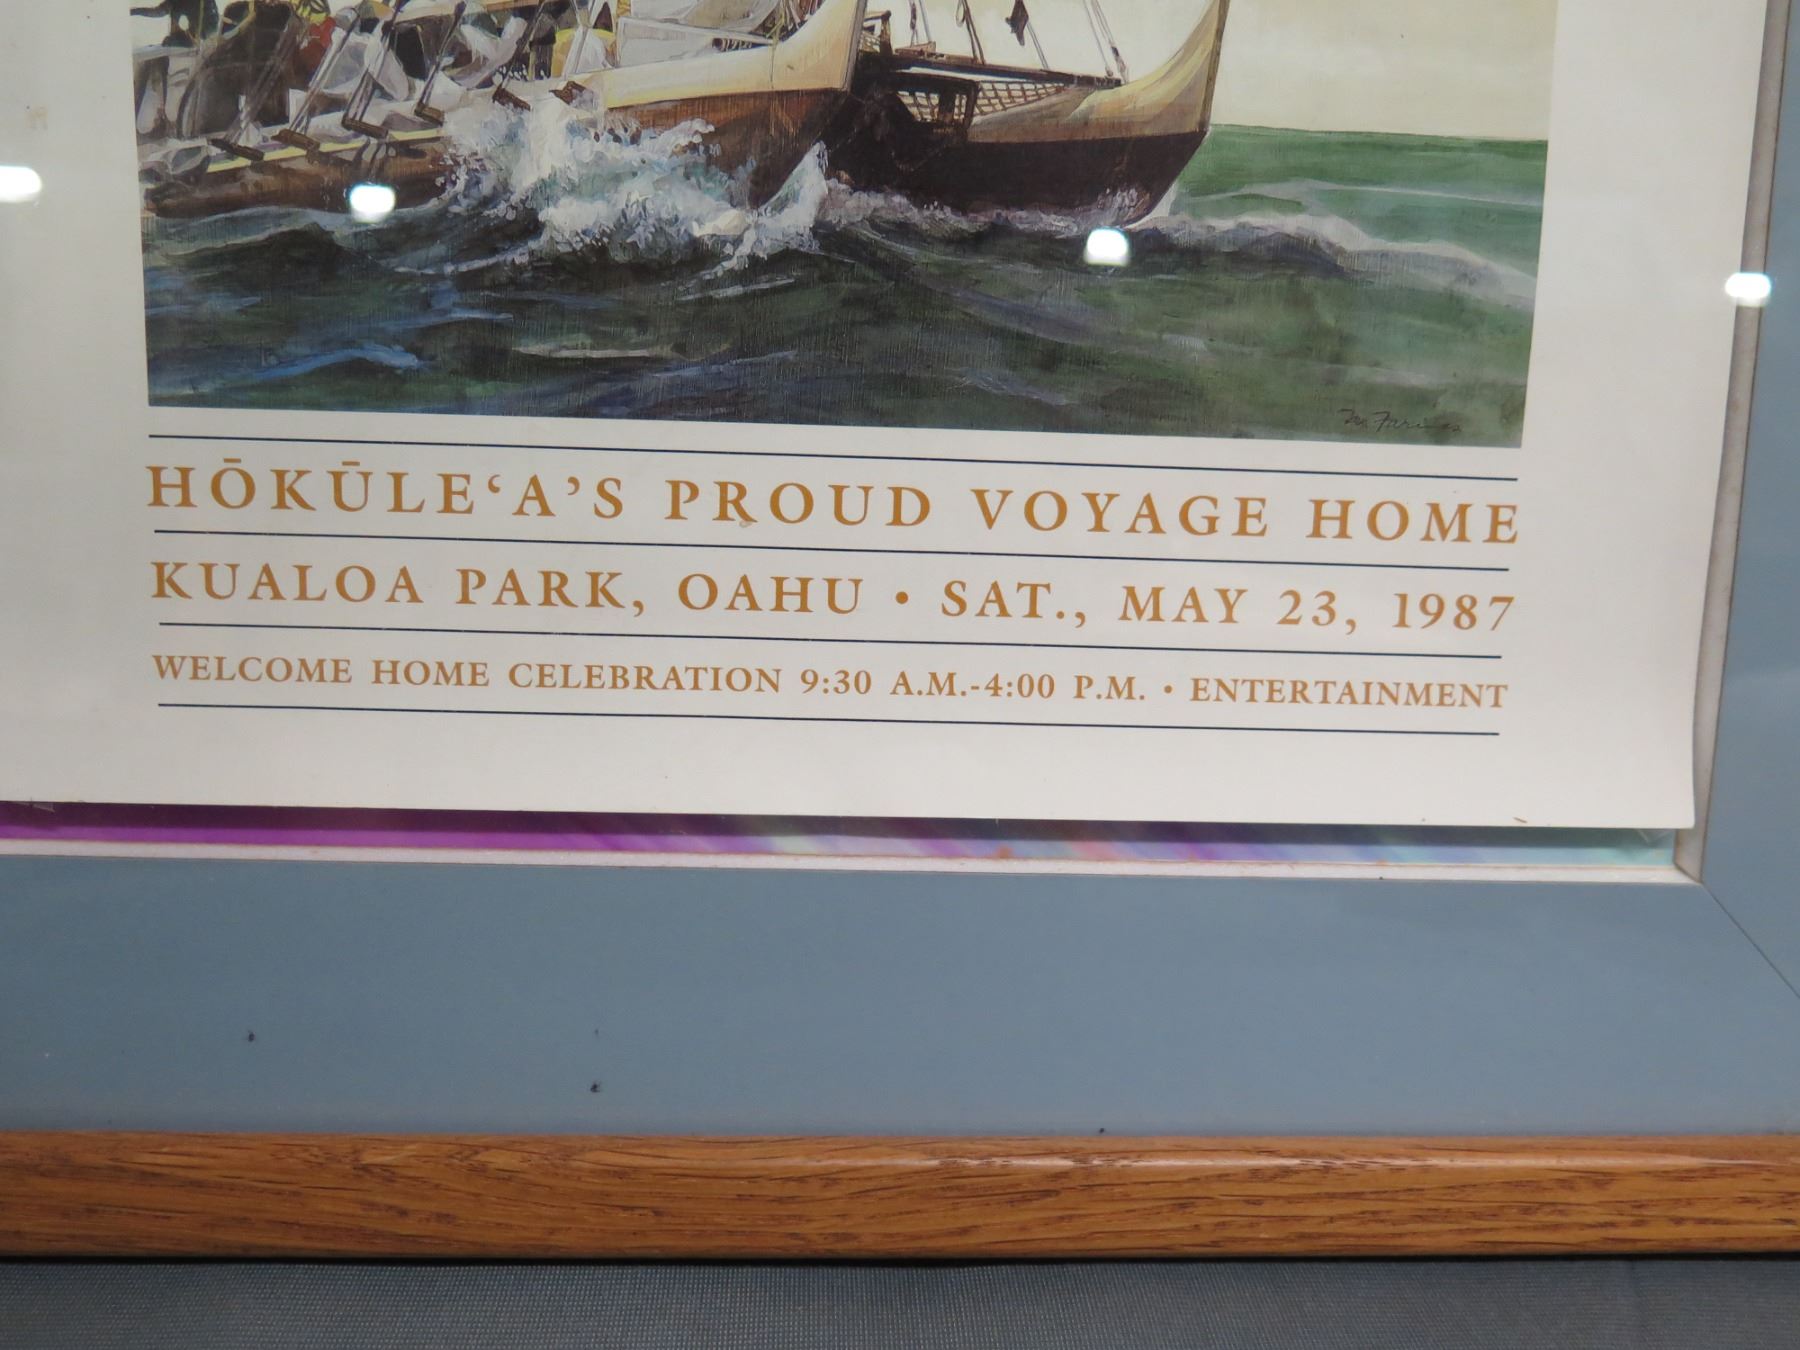 HŌKŪLE‘A’S PROUD VOYAGE HOME
KUALOA PARK, OAHU • SAT., MAY 23, 1987
WELCOME HOME CELEBRATION 9:30 A.M.-4:00 P.M. • ENTERTAINMENT